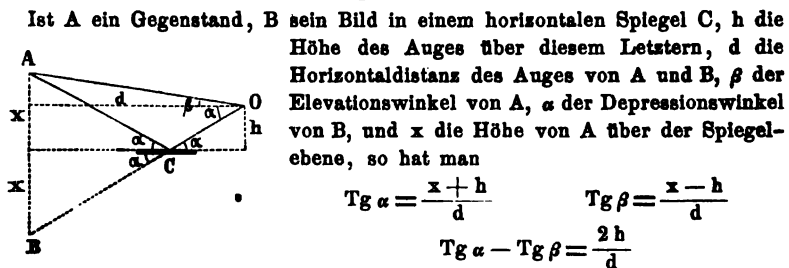 Ist A ein Gegenstand, B sein Bild in einem horizontalen Spiegel C, h die
Höhe des Auges über diesem Letztern, d die
Horizontaldistanz des Auges von A und B, β der
Elevationswinkel von A, α der Depressionswinkel
von B, und x die Höhe von A über der Spiegel-
ebene, so hat man
Tg α = (x + h)/d Tg β = (x − h)/d
Tg α − Tg β = 2h/d
A
d β α O
x
h
α α
α C
x
B